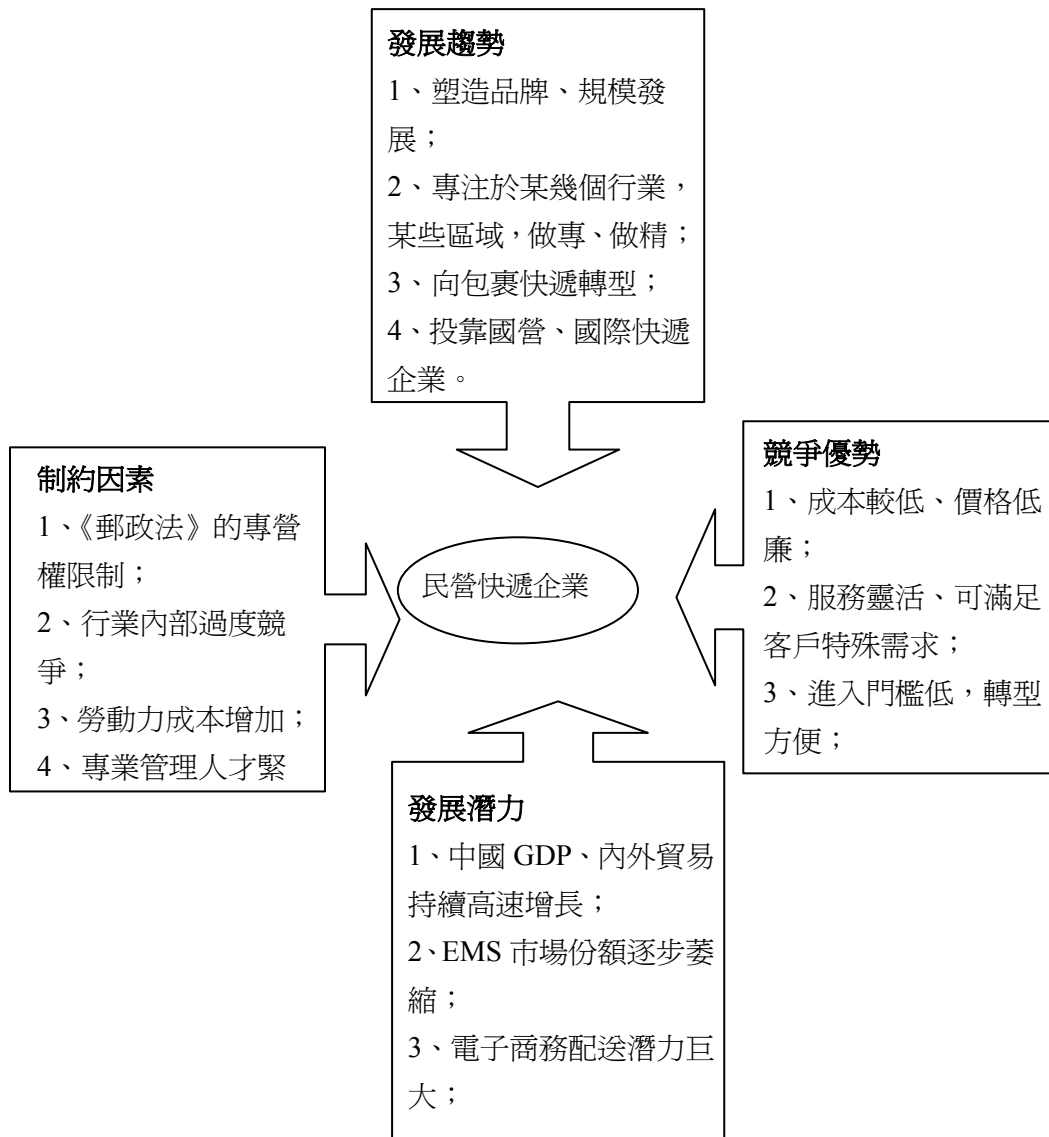 發展趨勢
1、塑造品牌、規模發
展；
2、專注於某幾個行業，
某些區域，做專、做精；
3、向包裹快遞轉型；
4、投靠國營、國際快遞
企業。
制約因素
1、《郵政法》的專營
權限制；
2、行業內部過度競
爭；
3、勞動力成本增加；
4、專業管理人才緊
民營快遞企業
競爭優勢
1、成本較低、價格低
廉；
2、服務靈活、可滿足
客戶特殊需求；
3、進入門檻低，轉型
方便；
發展潛力
1、中國 GDP、內外貿易
持續高速增長；
2、EMS 市場份額逐步萎
縮；
3、電子商務配送潛力巨
大；